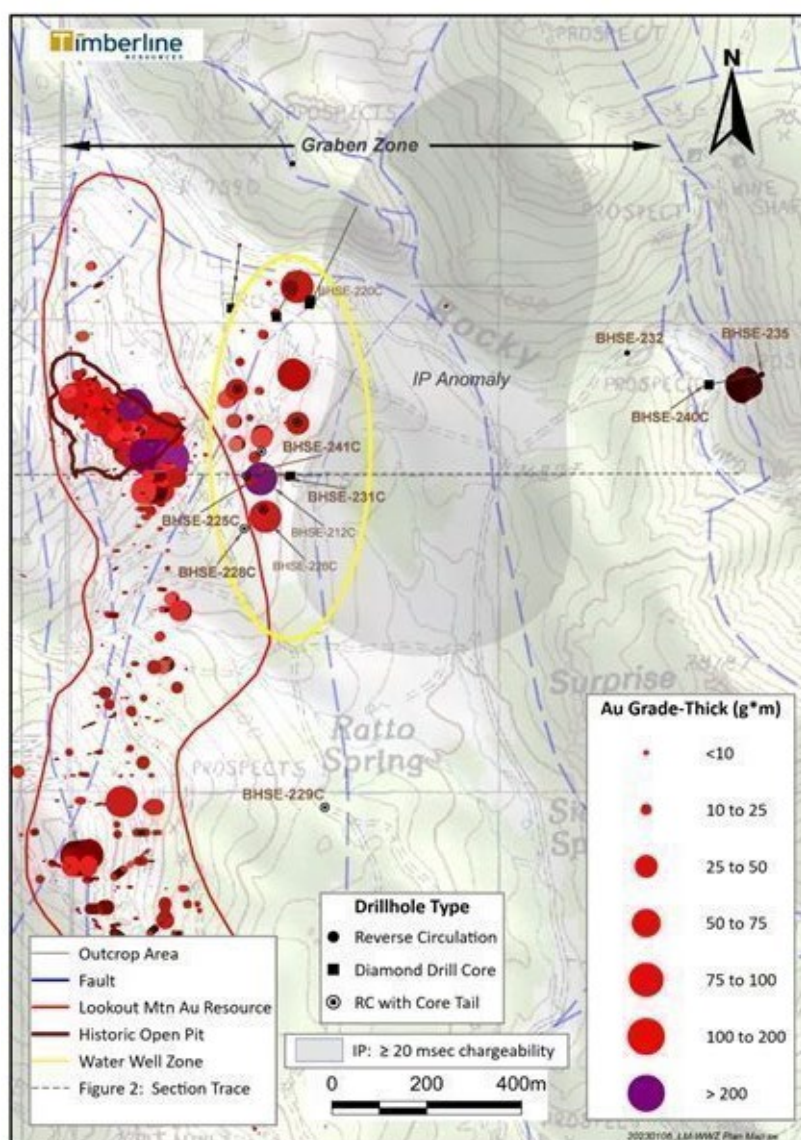 Timberline
RESOURCES
PROSPECT
N
PROSPECTS
Graben Zone
7590
PROSPECT
BHSE-220C
Rocky
BHSE-232
BHSE-235
IP Anomaly
PROSPECT
BHSE-240C
BHSE-241C
BHSE-231C
BHSE-225C
BHSE-212C
BHSE-228C
Surprise
Ratto
Spring
PROSPECTS
BHSE-229C
Au Grade-Thick (g*m)
<10
10 to 25
25 to 50
50 to 75
75 to 100
100 to 200
> 200
Drillhole Type
Reverse Circulation
Diamond Drill Core
RC with Core Tail
Outcrop Area
Fault
Lookout Mtn Au Resource
Historic Open Pit
Water Well Zone
Figure 2: Section Trace
IP: ≥ 20 msec chargeability
0 200 400m